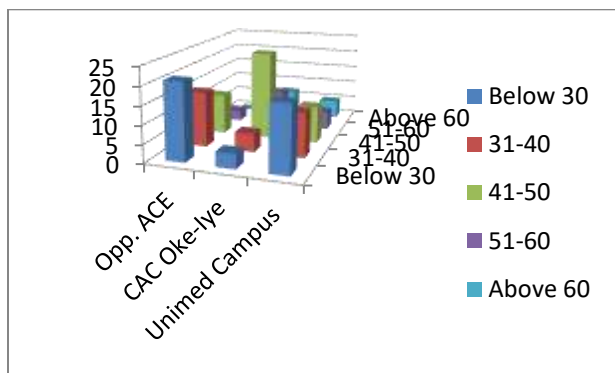 25
20
15
10
5
0
Above 60
51-60
41-50
31-40
Below 30
Opp. ACE
CAC Oke-Iye
Unimed Campus
Below 30
31-40
41-50
51-60
Above 60